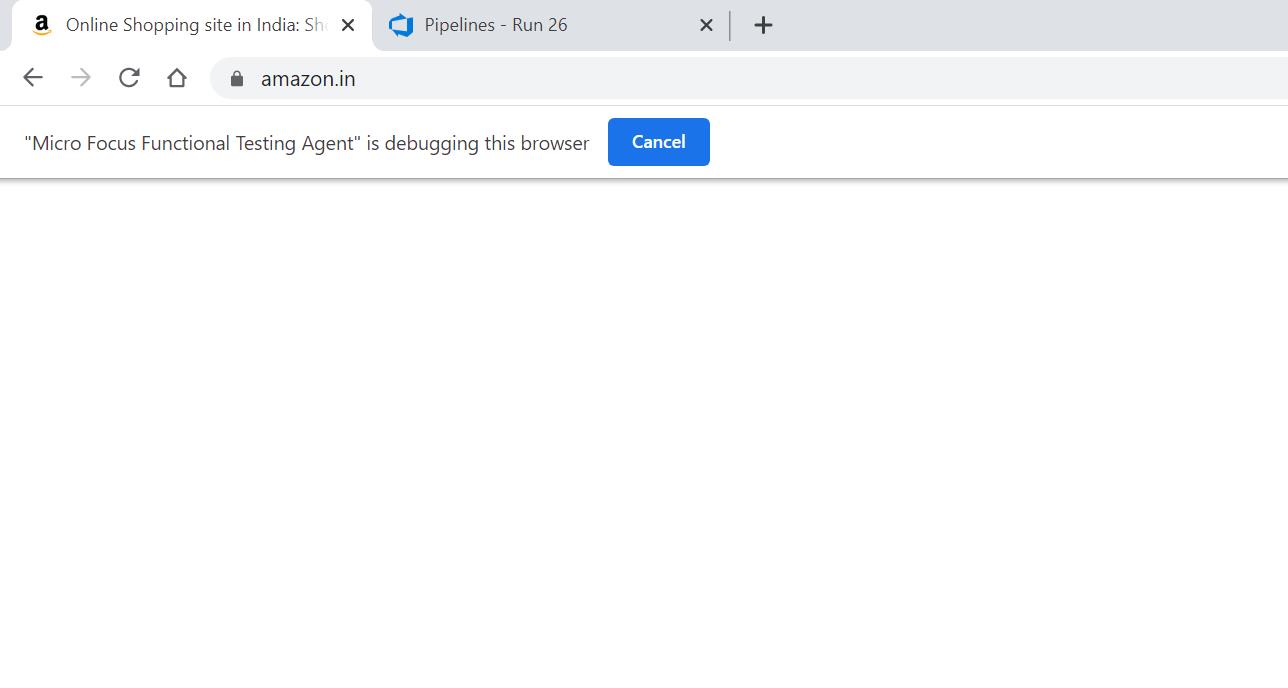 Online Shopping site in India: Sh
Pipelines - Run 26
amazon.in
"Micro Focus Functional Testing Agent" is debugging this browser
Cancel